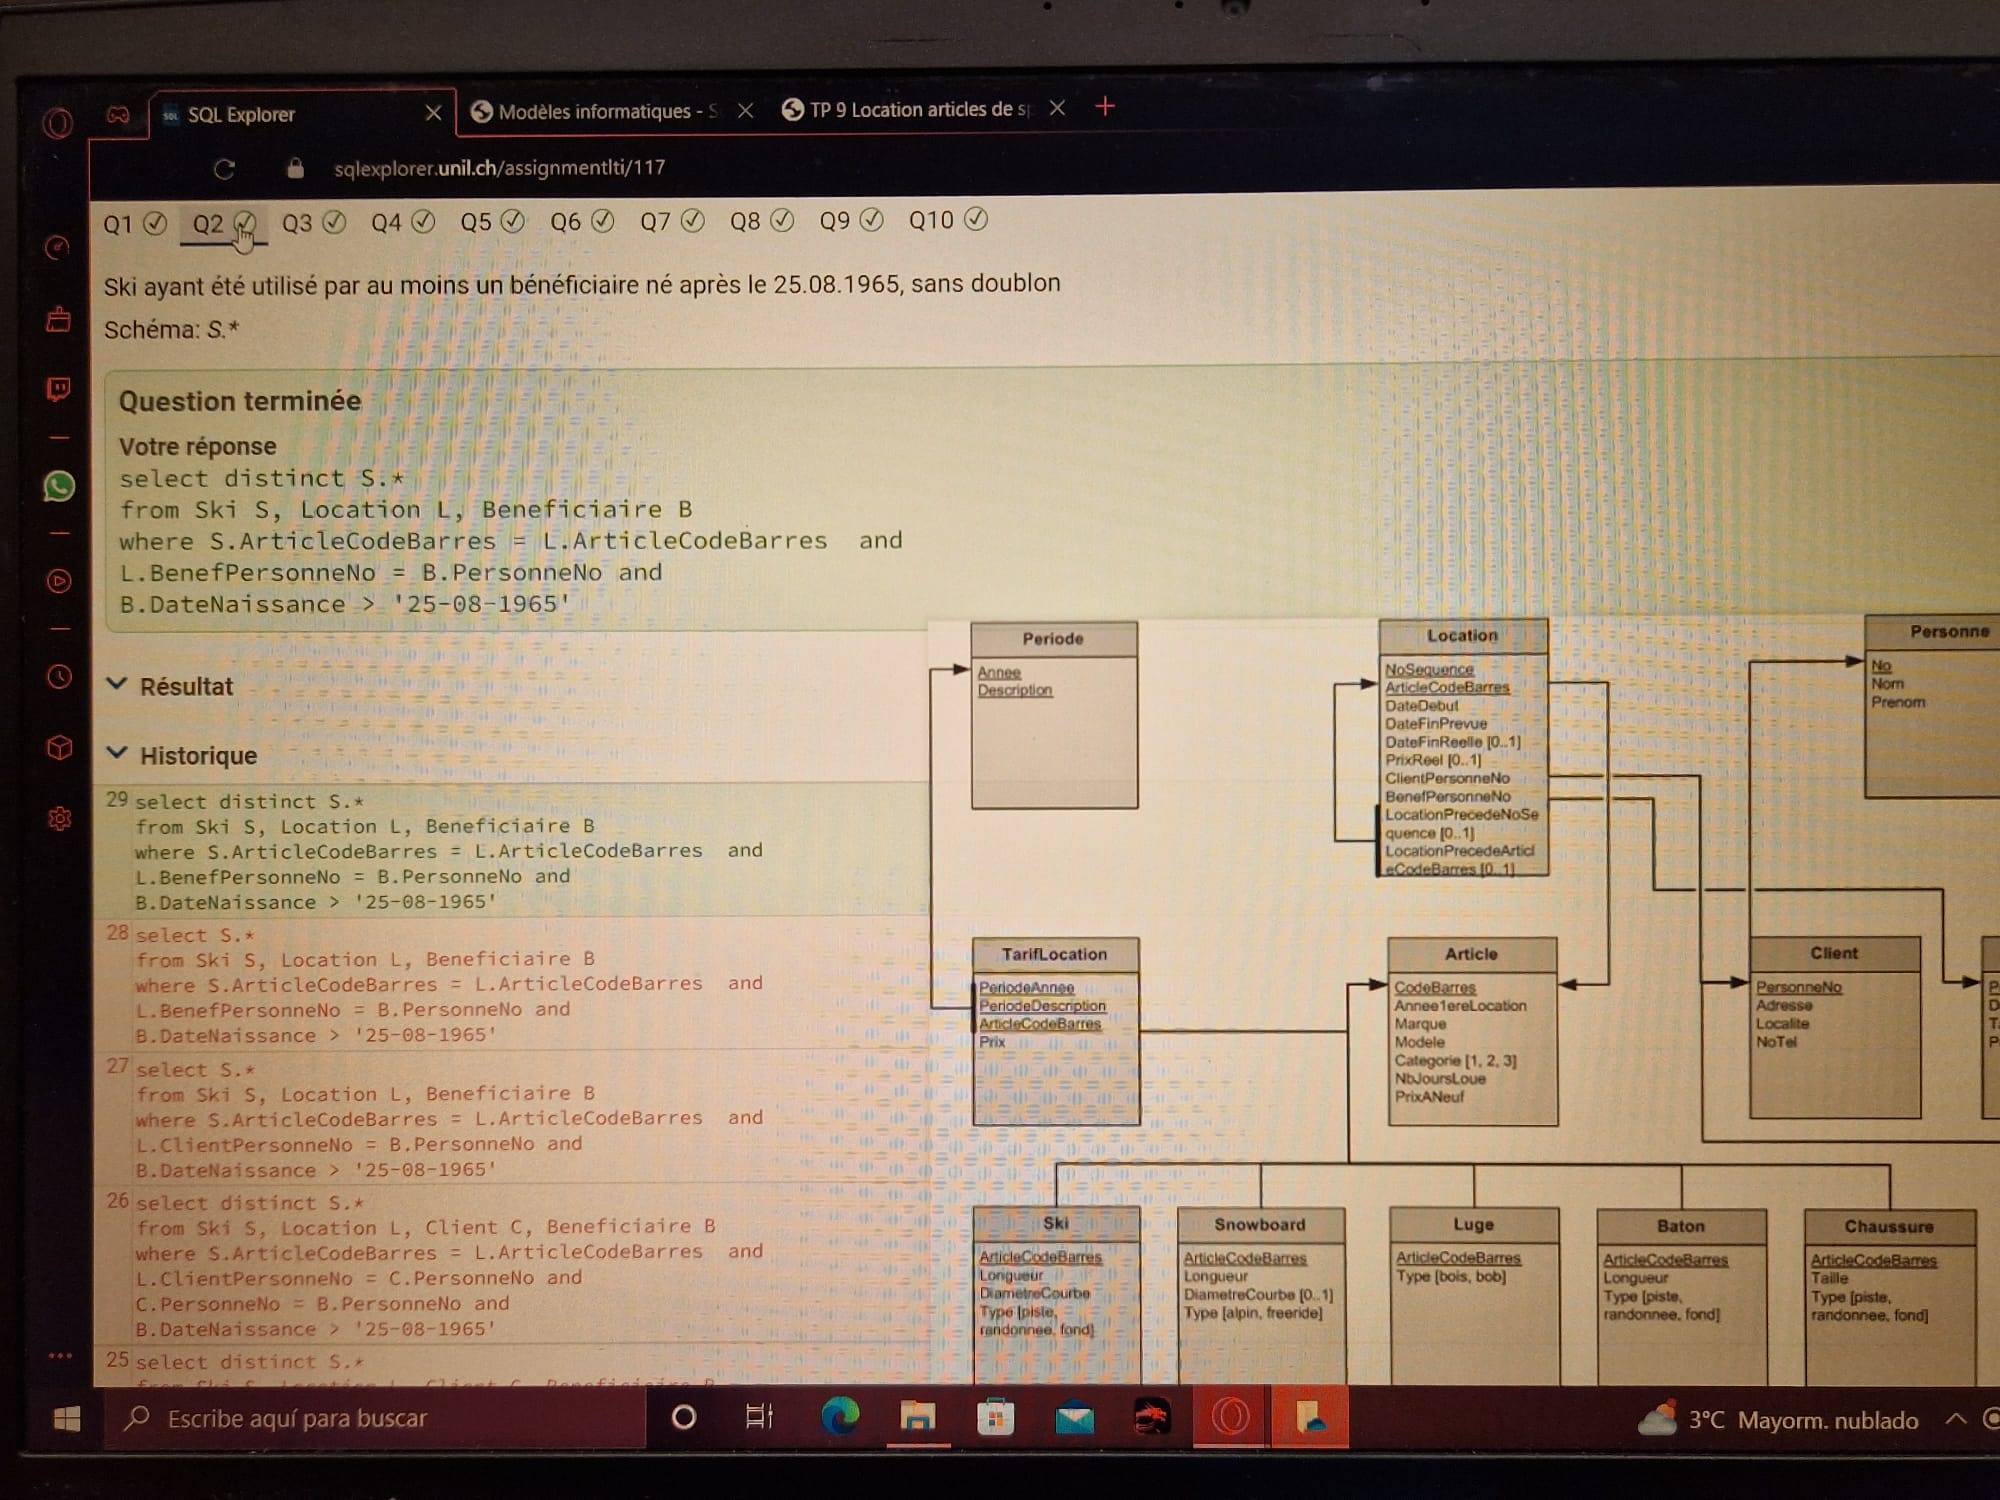 SQL Explorer
Modèles informatiques - S
TP 9 Location articles de sp
sqlexplorer.unil.ch/assignmentlti/117
Q1 Q2 Q3 Q4 Q5 Q6 Q7 Q8 Q9 Q10
Ski ayant été utilisé par au moins un bénéficiaire né après le 25.08.1965, sans doublon
Schéma: S.*
Question terminée
Votre réponse
select distinct S.*
from Ski S, Location L, Beneficiaire B
where S.ArticleCodeBarres = L.ArticleCodeBarres and
L.BenefPersonneNo = B.PersonneNo and
B.DateNaissance > '25-08-1965'
Résultat
Historique
29 select distinct S.*
from Ski S, Location L, Beneficiaire B
where S.ArticleCodeBarres = L.ArticleCodeBarres and
L.BenefPersonneNo = B.PersonneNo and
B.DateNaissance > '25-08-1965'
28 select S.*
from Ski S, Location L, Beneficiaire B
where S.ArticleCodeBarres = L.ArticleCodeBarres and
L.BenefPersonneNo = B.PersonneNo and
B.DateNaissance > '25-08-1965'
27 select S.*
from Ski S, Location L, Beneficiaire B
where S.ArticleCodeBarres = L.ArticleCodeBarres and
L.ClientPersonneNo = B.PersonneNo and
B.DateNaissance > '25-08-1965'
26 select distinct S.*
from Ski S, Location L, Client C, Beneficiaire B
where S.ArticleCodeBarres = L.ArticleCodeBarres and
L.ClientPersonneNo = C.PersonneNo and
C.PersonneNo = B.PersonneNo and
B.DateNaissance > '25-08-1965'
25 select distinct S.*
from Ski S, Location L, Client C, Beneficiaire B
Periode
Annee
Description
Location
NoSequence
ArticleCodeBarres
DateDebut
DateFinPrevue
DateFinReelle [0..1]
PrixReel [0..1]
ClientPersonneNo
BenefPersonneNo
LocationPrecedeNoSe
quence [0..1]
LocationPrecedeArticl
eCodeBarres [0..1]
Personne
No
Nom
Prenom
TarifLocation
PeriodeAnnee
PeriodeDescription
ArticleCodeBarres
Prix
Article
CodeBarres
Annee1ereLocation
Marque
Modele
Categorie [1, 2, 3]
NbJoursLoue
PrixANeuf
Client
PersonneNo
Adresse
Localite
NoTel
P
D
T
P
Ski
ArticleCodeBarres
Longueur
DiametreCourbe
Type [piste,
randonnee, fond]
Snowboard
ArticleCodeBarres
Longueur
DiametreCourbe [0..1]
Type [alpin, freeride]
Luge
ArticleCodeBarres
Type [bois, bob]
Baton
ArticleCodeBarres
Longueur
Type [piste,
randonnee, fond]
Chaussure
ArticleCodeBarres
Taille
Type [piste,
randonnee, fond]
Escribe aquí para buscar
3°C Mayorm. nublado